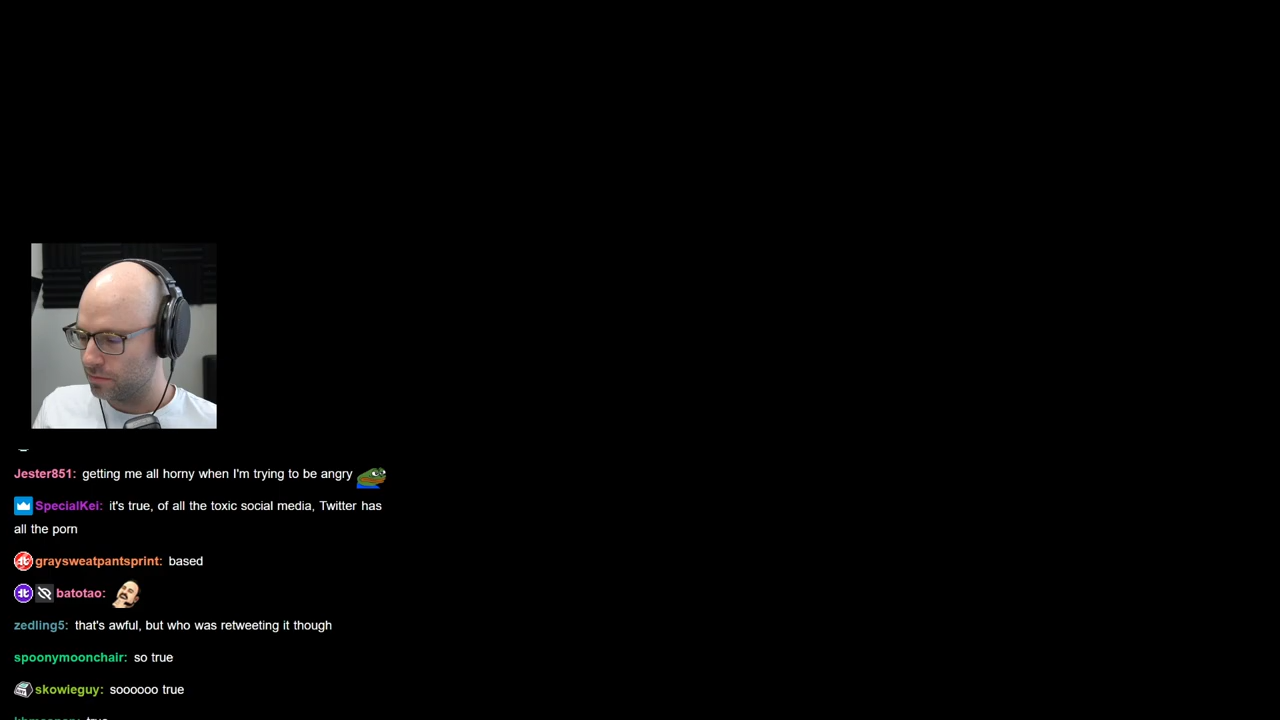 Jester851: getting me all horny when I'm trying to be angry
SpecialKei: it's true, of all the toxic social media, Twitter has
all the porn
graysweatpantsprint: based
batotao:
zedling5: that's awful, but who was retweeting it though
spoonymoonchair: so true
skowieguy: soooooo true